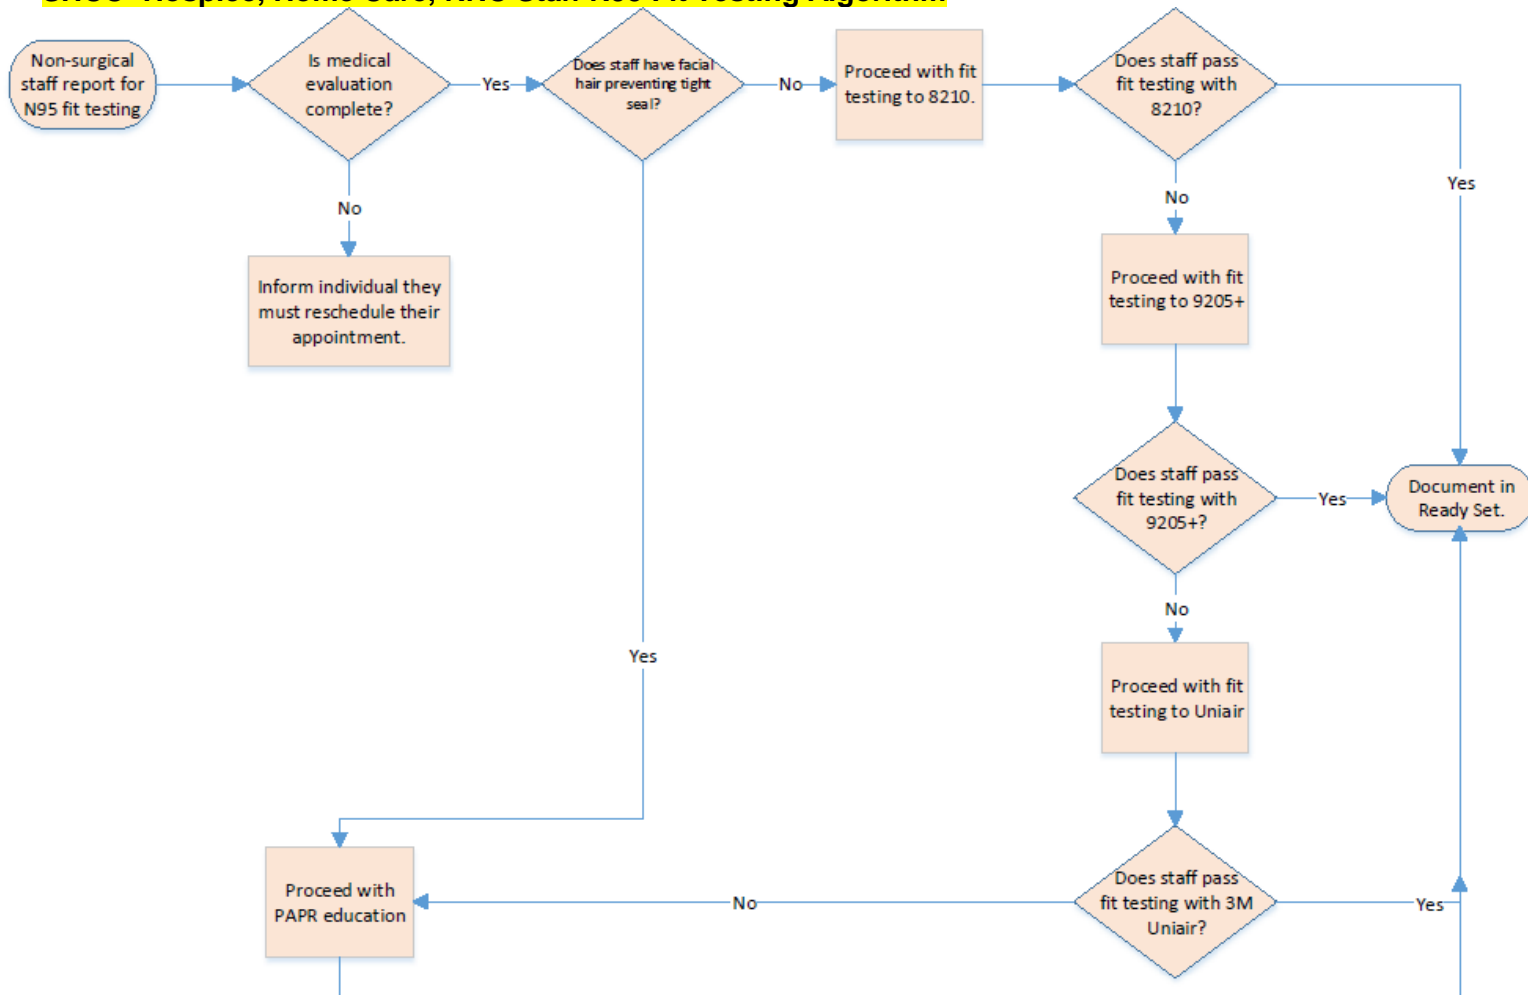 Non-surgical
staff report for
N95 fit testing
Is medical
evaluation
complete?
Yes
Does staff have facial
hair preventing tight
seal?
No
Proceed with fit
testing to 8210.
Does staff pass
fit testing with
8210?
Yes
No
No
Inform individual they
must reschedule their
appointment.
Proceed with fit
testing to 9205+
Does staff pass
fit testing with
9205+?
Yes
Document in
Ready Set.
No
Yes
Proceed with fit
testing to Uniair
Proceed with
PAPR education
No
Does staff pass
fit testing with 3M
Uniair?
Yes